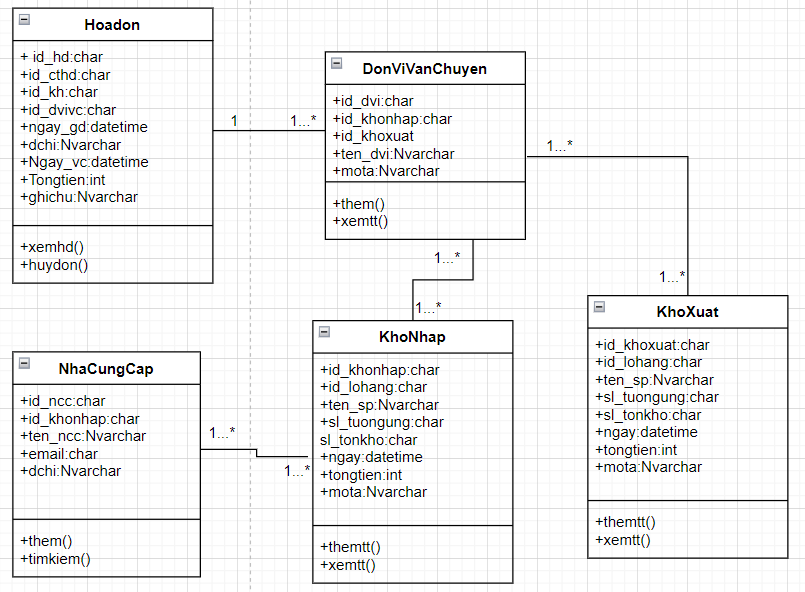 Hoadon
+ id_hd:char
+id_cthd:char
+id_kh:char
+id_dvivc:char
+ngay_gd:datetime
+dchi:Nvarchar
+Ngay_vc:datetime
+Tongtien:int
+ghichu:Nvarchar
+xemhd()
+huydon()
1
1...*
DonViVanChuyen
+id_dvi:char
+id_khonhap:char
+id_khoxuat
+ten_dvi:Nvarchar
+mota:Nvarchar
+them()
+xemtt()
1...*
1...*
1...*
1...*
NhaCungCap
+id_ncc:char
+id_khonhap:char
+ten_ncc:Nvarchar
+email:char
+dchi:Nvarchar
+them()
+timkiem()
1...*
1...*
KhoNhap
+id_khonhap:char
+id_lohang:char
+ten_sp:Nvarchar
+sl_tuongung:char
sl_tonkho:char
+ngay:datetime
+tongtien:int
+mota:Nvarchar
+themtt()
+xemtt()
KhoXuat
+id_khoxuat:char
+id_lohang:char
+ten_sp:Nvarchar
+sl_tuongung:char
+sl_tonkho:char
+ngay:datetime
+tongtien:int
+mota:Nvarchar
+themtt()
+xemtt()